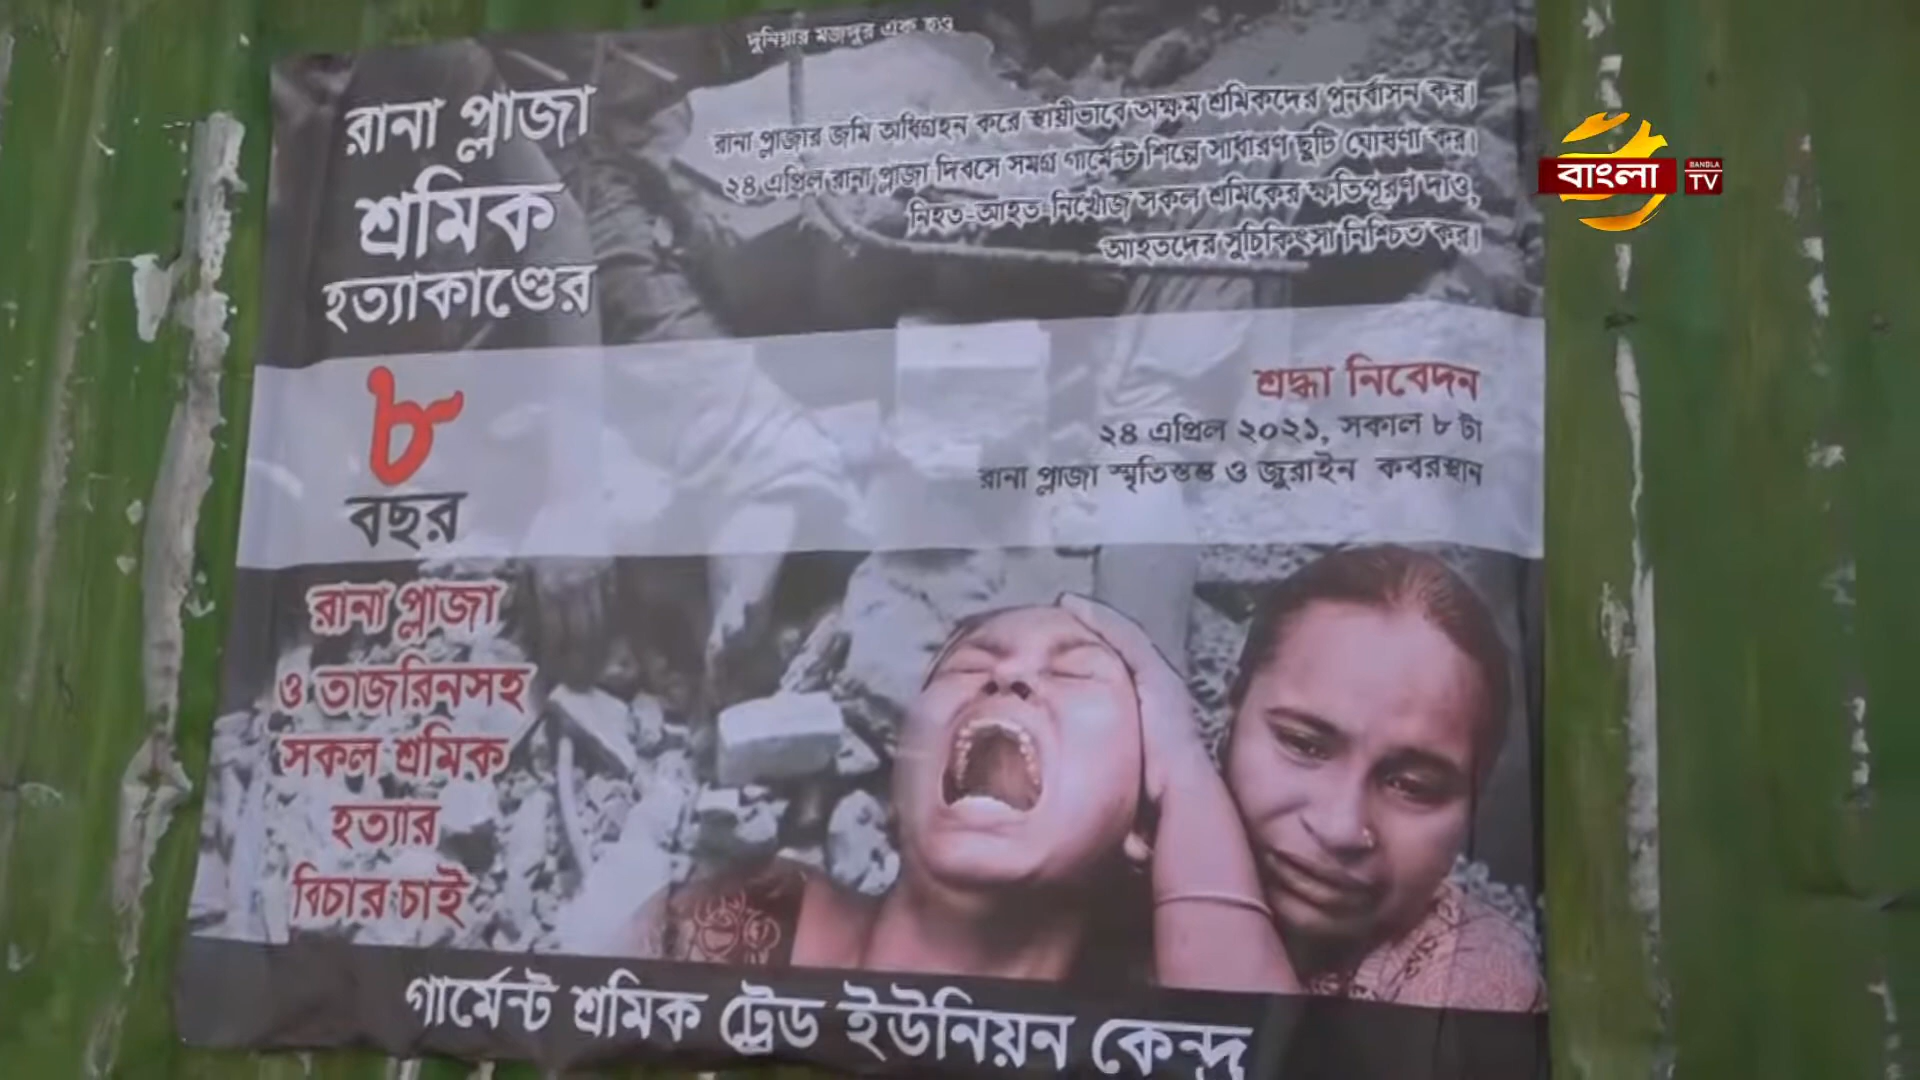 দুনিয়ার মজদুর এক হও
রানা প্লাজা
শ্রমিক
হত্যাকাণ্ডের
৮
বছর
রানা প্লাজার জমি অধিগ্রহন করে স্থায়ীভাবে অক্ষম শ্রমিকদের পুনর্বাসন কর।
২৪ এপ্রিল রানা প্লাজা দিবসে সমগ্র গার্মেন্ট শিল্পে সাধারণ ছুটি ঘোষণা কর।
নিহত-আহত-নিখোঁজ সকল শ্রমিকের ক্ষতিপূরণ দাও,
আহতদের সুচিকিৎসা নিশ্চিত কর।
শ্রদ্ধা নিবেদন
২৪ এপ্রিল ২০২১, সকাল ৮ টা
রানা প্লাজা স্মৃতিস্তম্ভ ও জুরাইন কবরস্থান
রানা প্লাজা
ও তাজরিনসহ
সকল শ্রমিক
হত্যার
বিচার চাই
গার্মেন্ট শ্রমিক ট্রেড ইউনিয়ন কেন্দ্র
বাংলা
BANGLA
TV